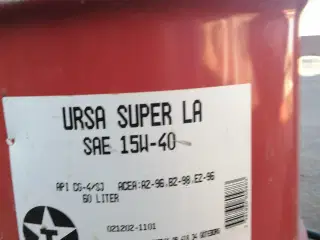 URSA SUPER LA
SAE 15W-40
API CG-4/SJ ACEA:A2-96.B2-98.E2-96
60 LITER
021202-1101
T
GÖTEBORG